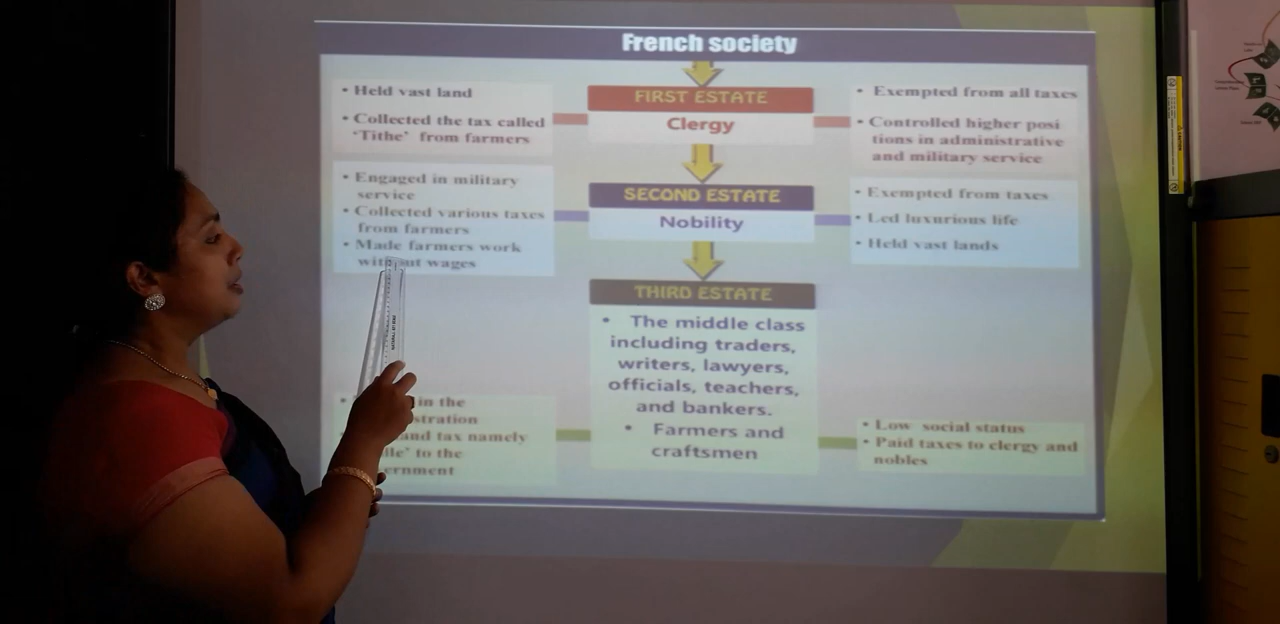 French society
• Held vast land
• Collected the tax called
'Tithe' from farmers
FIRST ESTATE
Clergy
• Exempted from all taxes
• Controlled higher posi
tions in administrative
and military service
• Engaged in military
service
• Collected various taxes
from farmers
• Made farmers work
without wages
SECOND ESTATE
Nobility
• Exempted from taxes
• Led luxurious life
• Held vast lands
THIRD ESTATE
• The middle class
including traders,
writers, lawyers,
officials, teachers,
and bankers.
• Farmers and
craftsmen
in the
and tax namely
to the
• Low social status
• Paid taxes to clergy and
nobles